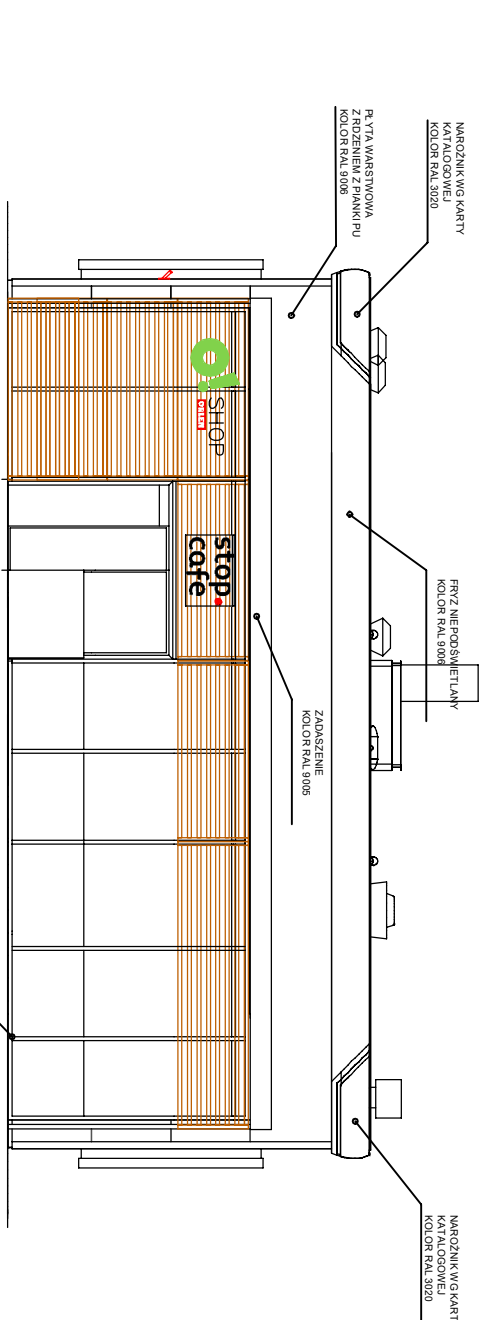 NAROŻNIK WG KARTY
KATALOGOWEJ
KOLOR RAL 3020
PŁYTA WARSTWOWA
Z RDZENIEM Z PIANKI PU
KOLOR RAL 9006
FRYZ NIEPODŚWIETLANY
KOLOR RAL 9006
ZADASZENIE
KOLOR RAL 9005
NAROŻNIK WG KART
KATALOGOWEJ
KOLOR RAL 3020
o!
SHOP
ORLEN
stop
cafe